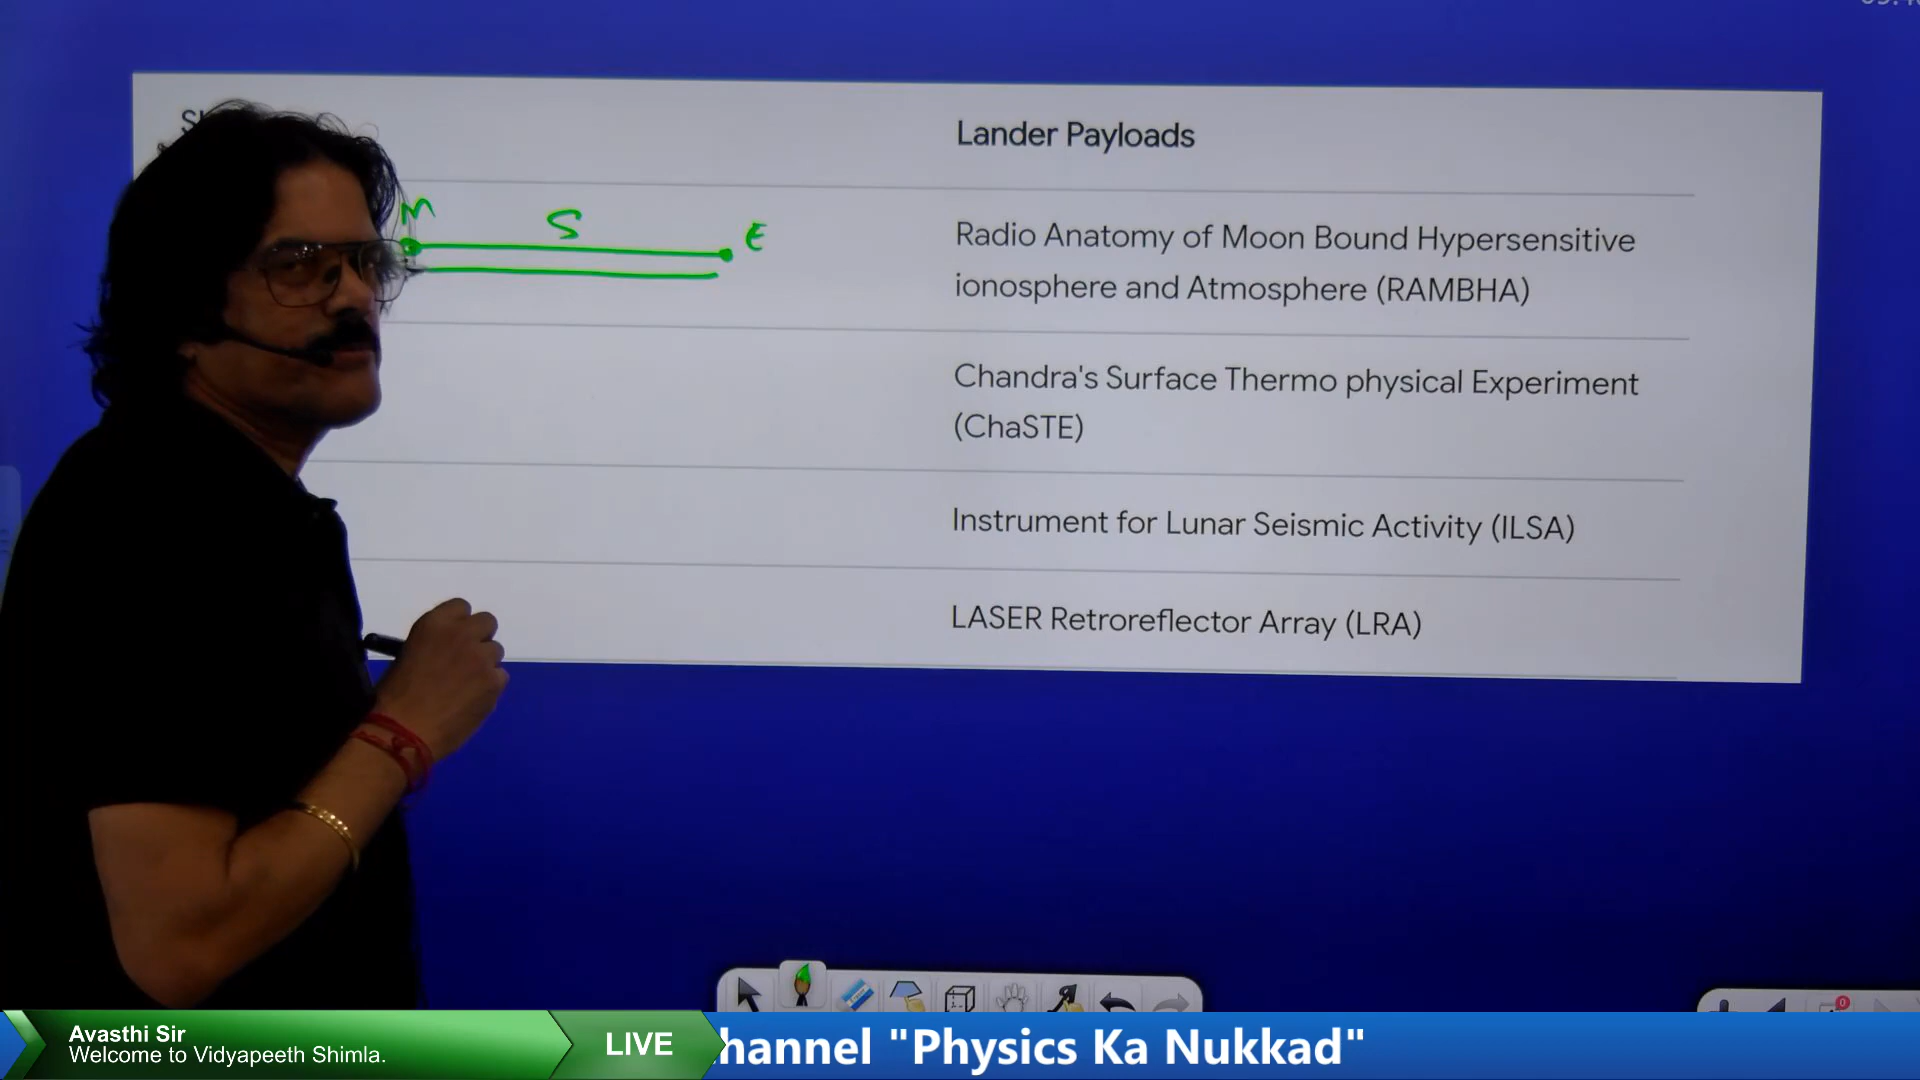 Lander Payloads
M S E
Radio Anatomy of Moon Bound Hypersensitive
ionosphere and Atmosphere (RAMBHA)
Chandra's Surface Thermo physical Experiment
(ChaSTE)
Instrument for Lunar Seismic Activity (ILSA)
LASER Retroreflector Array (LRA)
Avasthi Sir
Welcome to Vidyapeeth Shimla.
LIVE
hannel "Physics Ka Nukkad"
0